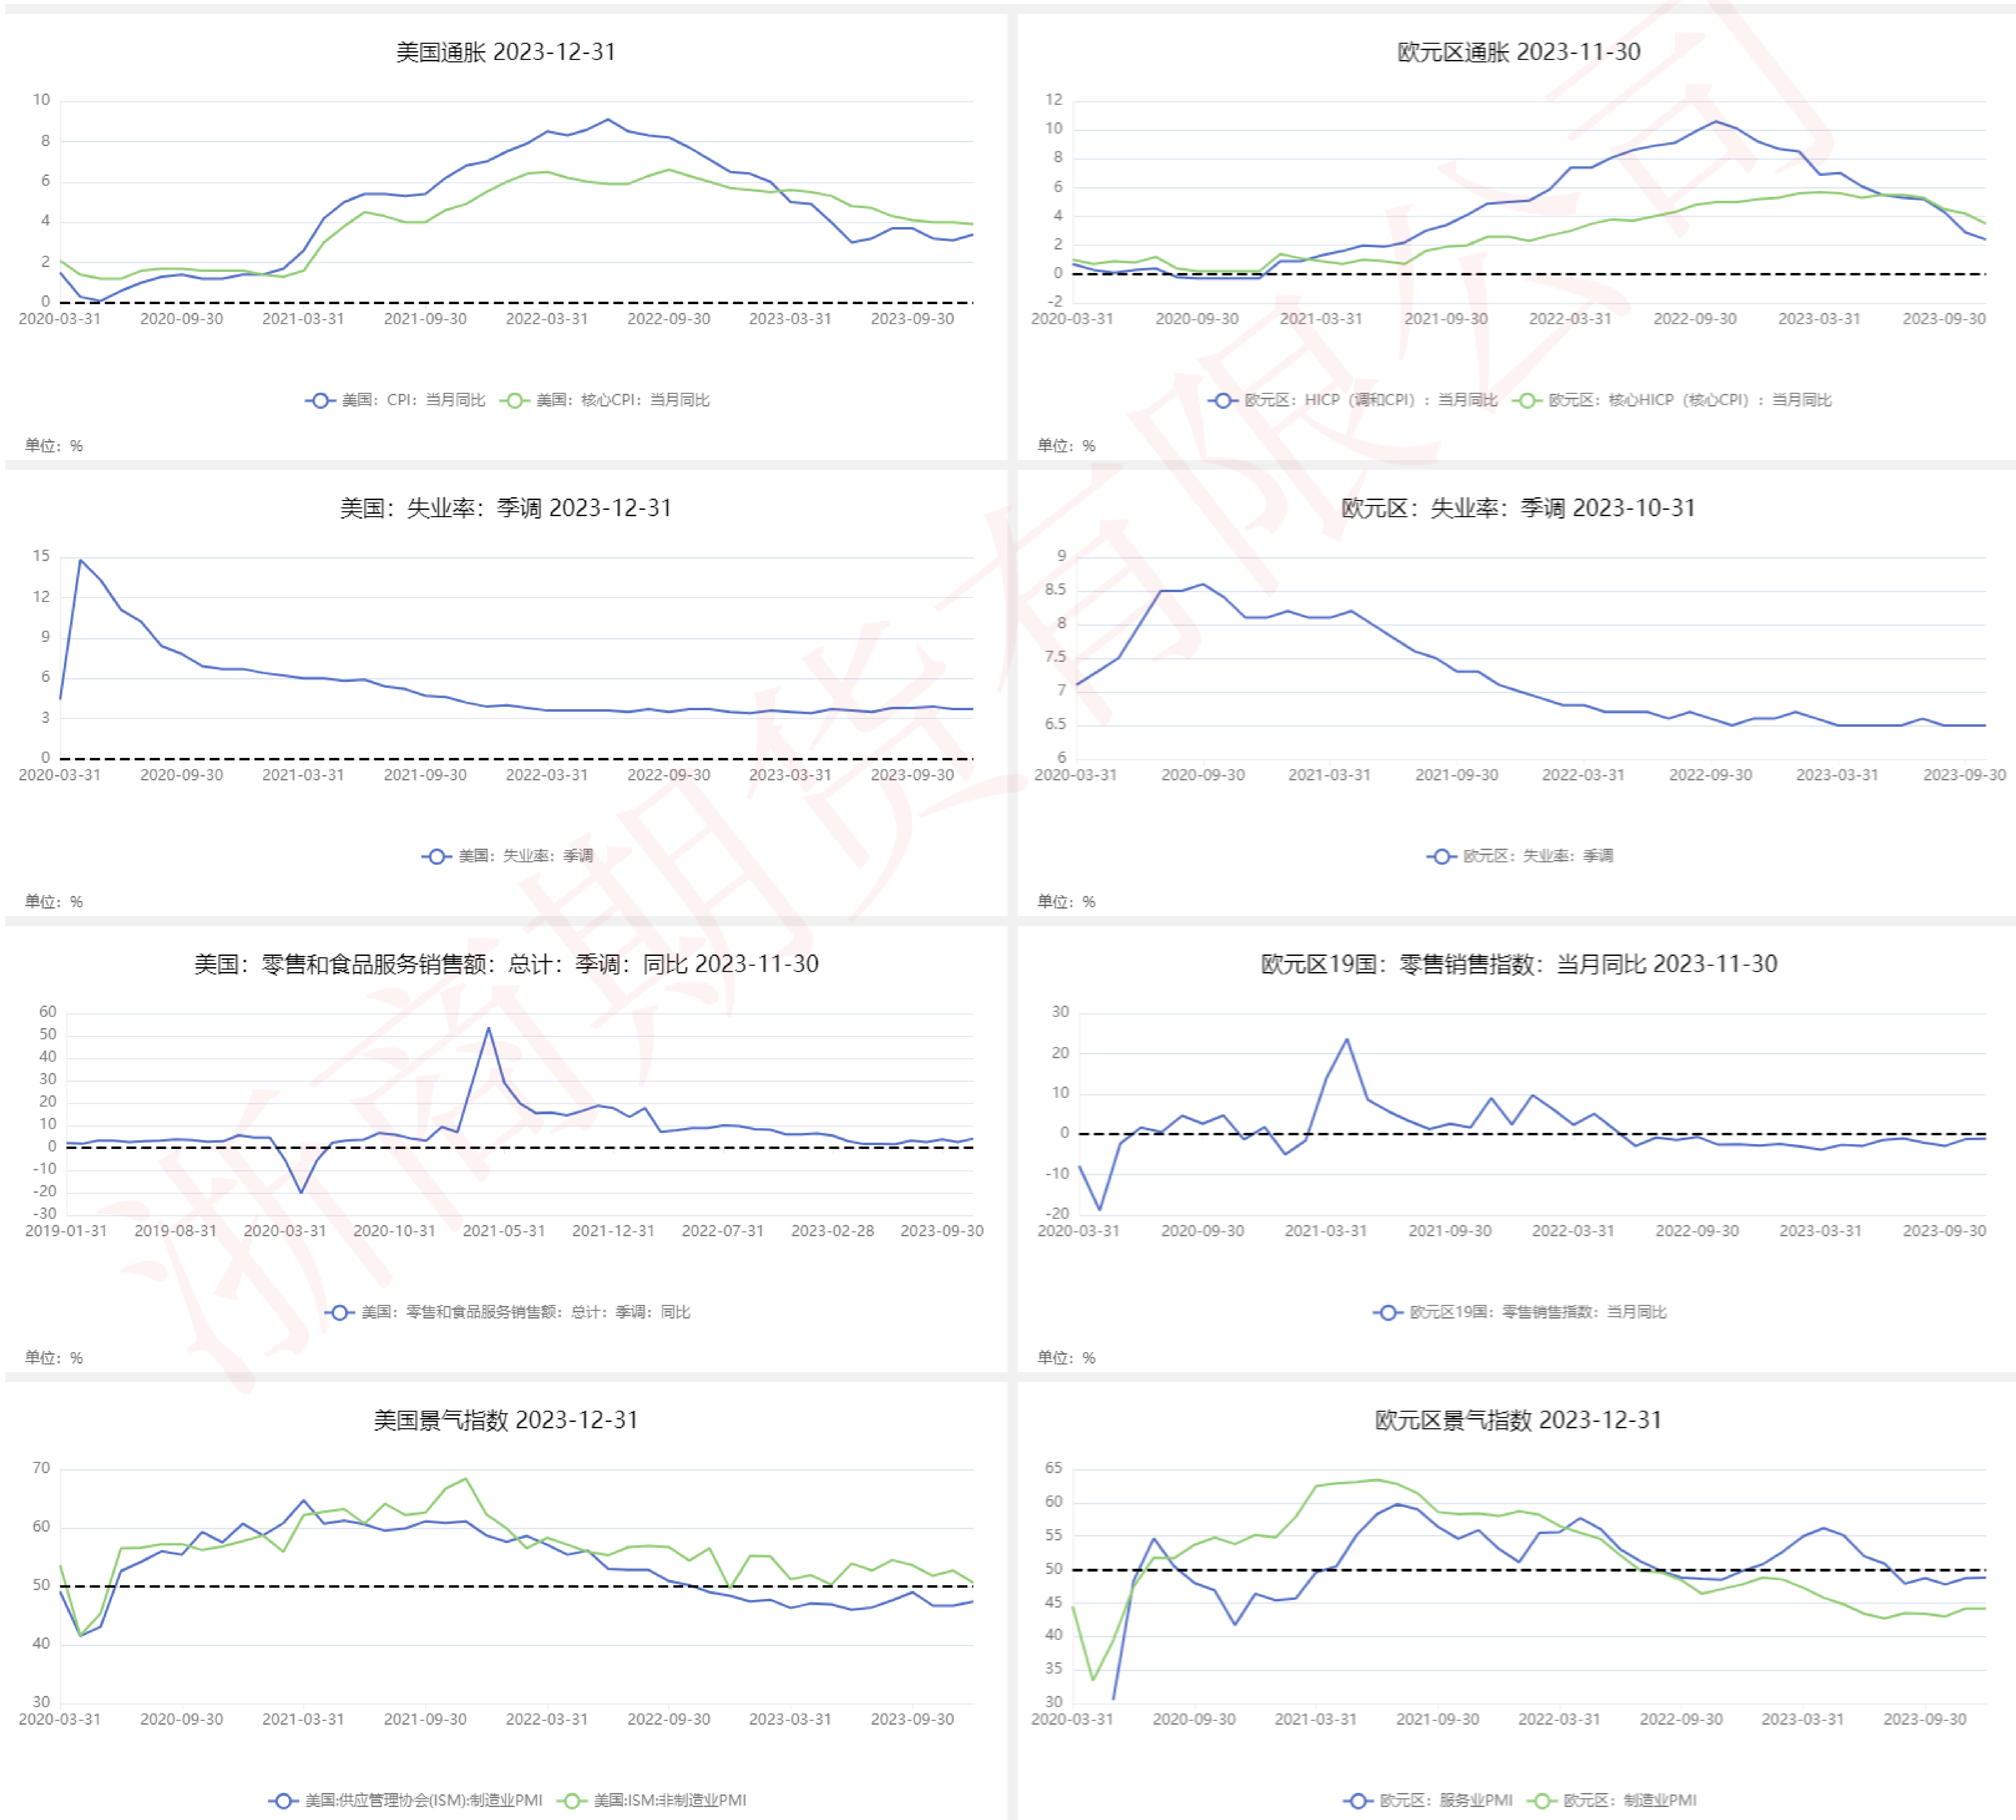 美国通胀 2023-12-31
10
8
6
4
2
0
2020-03-31 2020-09-30 2021-03-31 2021-09-30 2022-03-31 2022-09-30 2023-03-31 2023-09-30
美国：CPI：当月同比 美国：核心CPI：当月同比
单位：%
欧元区通胀 2023-11-30
12
10
8
6
4
2
0
-2
2020-03-31 2020-09-30 2021-03-31 2021-09-30 2022-03-31 2022-09-30 2023-03-31 2023-09-30
欧元区：HICP（调和CPI）：当月同比 欧元区：核心HICP（核心CPI）：当月同比
单位：%
美国：失业率：季调 2023-12-31
15
12
9
6
3
0
2020-03-31 2020-09-30 2021-03-31 2021-09-30 2022-03-31 2022-09-30 2023-03-31 2023-09-30
美国：失业率：季调
单位：%
欧元区：失业率：季调 2023-10-31
9
8.5
8
7.5
7
6.5
6
2020-03-31 2020-09-30 2021-03-31 2021-09-30 2022-03-31 2022-09-30 2023-03-31 2023-09-30
欧元区：失业率：季调
单位：%
美国：零售和食品服务销售额：总计：季调：同比 2023-11-30
60
50
40
30
20
10
0
-10
-20
-30
2019-01-31 2019-08-31 2020-03-31 2020-10-31 2021-05-31 2021-12-31 2022-07-31 2023-02-28 2023-09-30
美国：零售和食品服务销售额：总计：季调：同比
单位：%
欧元区19国：零售销售指数：当月同比 2023-11-30
30
20
10
0
-10
-20
2020-03-31 2020-09-30 2021-03-31 2021-09-30 2022-03-31 2022-09-30 2023-03-31 2023-09-30
欧元区19国：零售销售指数：当月同比
单位：%
美国景气指数 2023-12-31
70
60
50
40
30
2020-03-31 2020-09-30 2021-03-31 2021-09-30 2022-03-31 2022-09-30 2023-03-31 2023-09-30
美国:供应管理协会(ISM):制造业PMI 美国:ISM:非制造业PMI
欧元区景气指数 2023-12-31
65
60
55
50
45
40
35
30
2020-03-31 2020-09-30 2021-03-31 2021-09-30 2022-03-31 2022-09-30 2023-03-31 2023-09-30
欧元区：服务业PMI 欧元区：制造业PMI
浙商期货有限公司